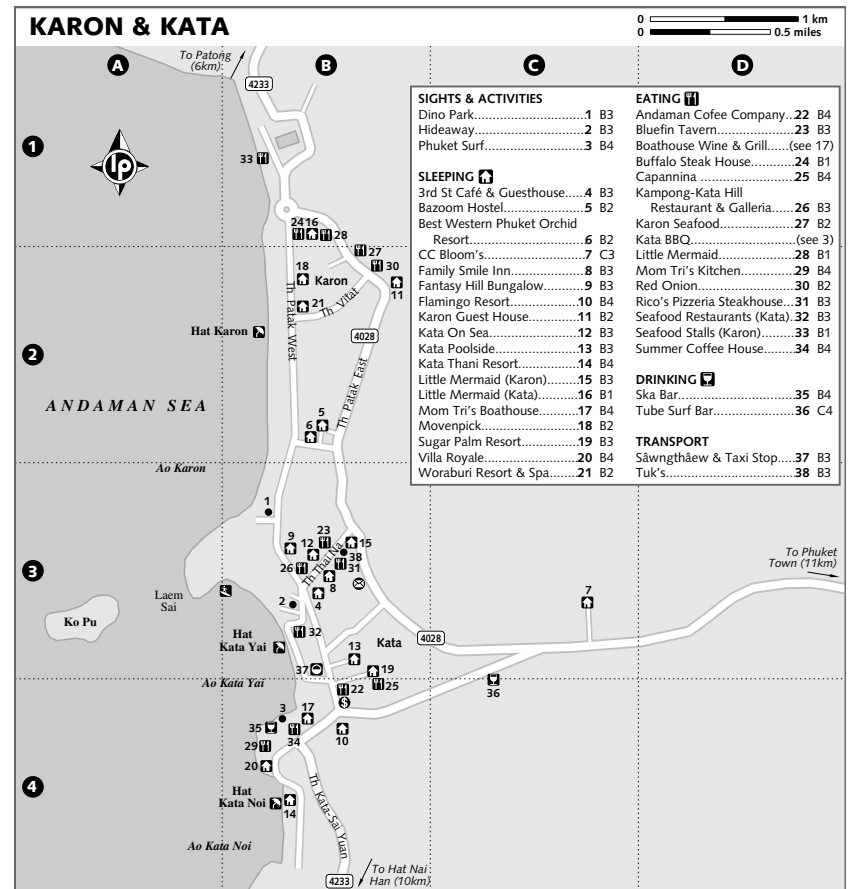 KARON & KATA
0 1 km
0 0.5 miles
To Patong
(6km)
A
B
C
D
4233
1
lp
33
SIGHTS & ACTIVITIES
Dino Park 1 B3
Hideaway 2 B3
Phuket Surf 3 B4
SLEEPING
3rd St Café & Guesthouse 4 B3
Bazoom Hostel 5 B2
Best Western Phuket Orchid
Resort 6 B2
CC Bloom's 7 C3
Family Smile Inn 8 B3
Fantasy Hill Bungalow 9 B3
Flamingo Resort 10 B4
Karon Guest House 11 B2
Kata On Sea 12 B3
Kata Poolside 13 B3
Kata Thani Resort 14 B4
Little Mermaid (Karon) 15 B3
Little Mermaid (Kata) 16 B1
Mom Tri's Boathouse 17 B4
Movenpick 18 B2
Sugar Palm Resort 19 B3
Villa Royale 20 B4
Woraburi Resort & Spa 21 B2
EATING
Andaman Cofee Company 22 B4
Bluefin Tavern 23 B3
Boathouse Wine & Grill (see 17)
Buffalo Steak House 24 B1
Capannina 25 B4
Kampong-Kata Hill
Restaurant & Galleria 26 B3
Karon Seafood 27 B2
Kata BBQ (see 3)
Little Mermaid 28 B1
Mom Tri's Kitchen 29 B4
Red Onion 30 B2
Rico's Pizzeria Steakhouse 31 B3
Seafood Restaurants (Kata) 32 B3
Seafood Stalls (Karon) 33 B1
Summer Coffee House 34 B4
DRINKING
Ska Bar 35 B4
Tube Surf Bar 36 C4
TRANSPORT
Sâwngthâew & Taxi Stop 37 B3
Tuk's 38 B3
24 16
28
27
18
Karon
30
11
21
Th Vitat
Th Patak West
Hat Karon
4028
2
Th Patak East
ANDAMAN SEA
5
6
Ao Karon
1
9
12
23
15
38
26
31
Th Thai Na
8
3
To Phuket
Town (11km)
Laem
Sai
2
4
7
Ko Pu
Hat
Kata Yai
32
Kata
4028
13
37
19
Ao Kata Yai
22
25
36
$
3
17
35
34
10
29
20
4
Hat
Kata Noi
14
Th Kata-Sai Yuan
Ao Kata Noi
To Hat Nai
Han (10km)
4233